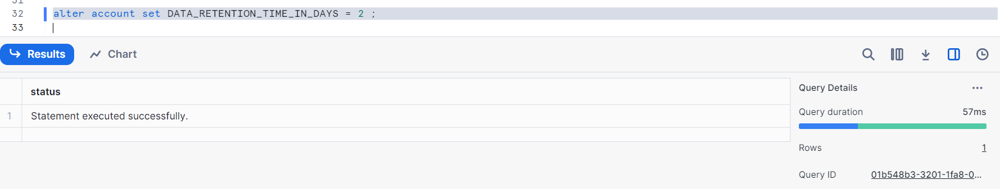 31
32 alter account set DATA_RETENTION_TIME_IN_DAYS = 2 ;
33
Results Chart
status
1 Statement executed successfully.
Query Details ...
Query duration 57ms
Rows 1
Query ID 01b548b3-3201-1fa8-0...